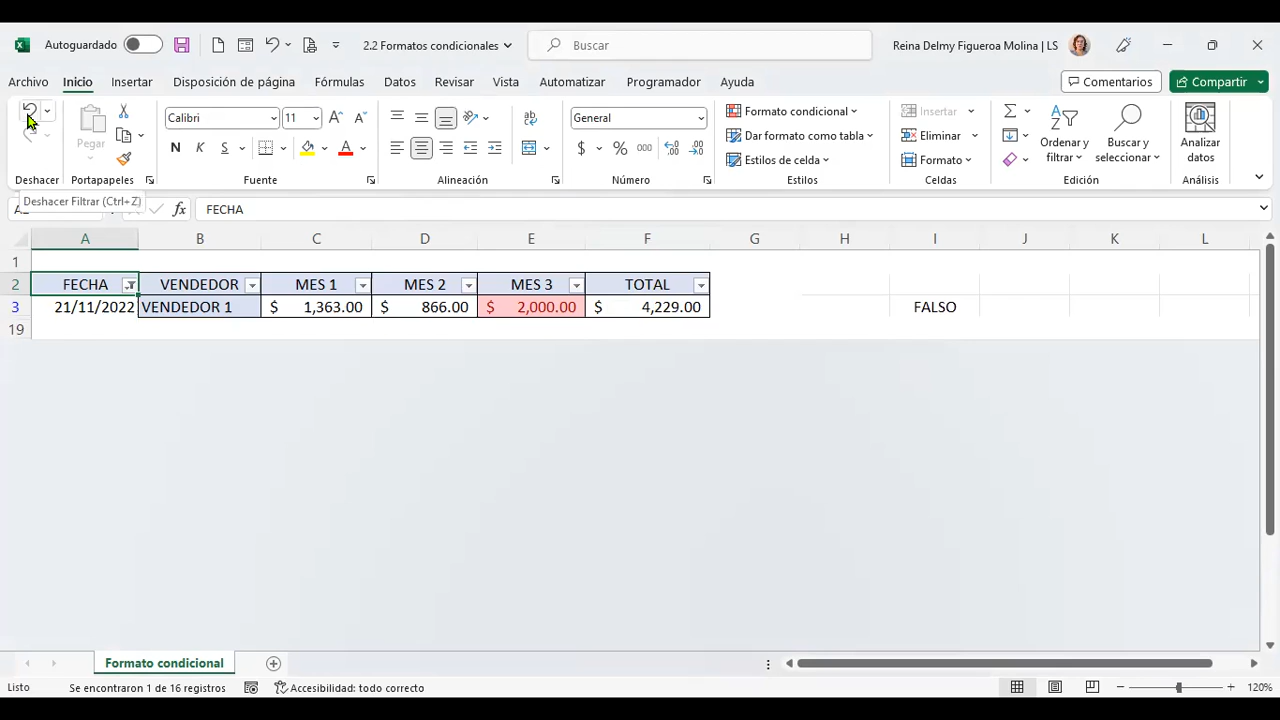 Autoguardado
2.2 Formatos condicionales
Buscar
Reina Delmy Figueroa Molina | LS
Archivo Inicio Insertar Disposición de página Fórmulas Datos Revisar Vista Automatizar Programador Ayuda
Comentarios
Compartir
Pegar
Calibri 11
N K S
General
$ % 000
Formato condicional
Dar formato como tabla
Estilos de celda
Insertar
Eliminar
Formato
Ordenar y
filtrar
Buscar y
seleccionar
Analizar
datos
Deshacer Portapapeles Fuente Alineación Número Estilos Celdas Edición Análisis
Deshacer Filtrar (Ctrl+Z)
fx FECHA
A B C D E F G H I J K L
1
2 FECHA VENDEDOR MES 1 MES 2 MES 3 TOTAL
3 21/11/2022 VENDEDOR 1 $ 1,363.00 $ 866.00 $ 2,000.00 $ 4,229.00 FALSO
19
Formato condicional
Listo Se encontraron 1 de 16 registros Accesibilidad: todo correcto 120%